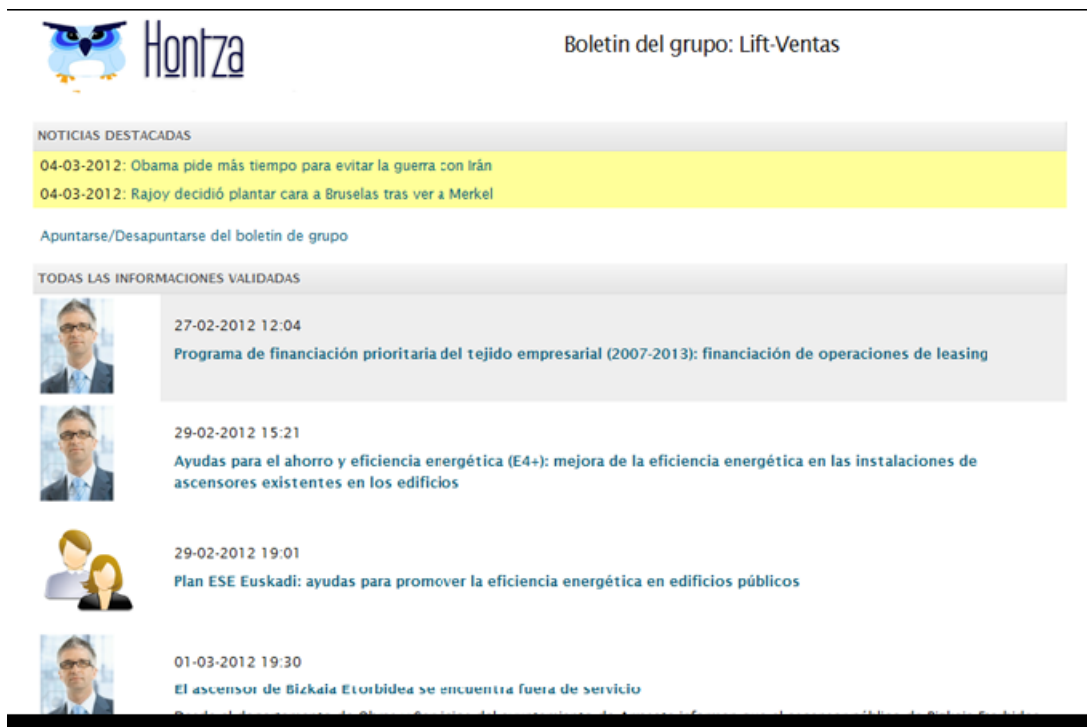 Hontza
Boletin del grupo: Lift-Ventas
NOTICIAS DESTACADAS
04-03-2012: Obama pide más tiempo para evitar la guerra con Irán
04-03-2012: Rajoy decidió plantar cara a Bruselas tras ver a Merkel
Apuntarse/Desapuntarse del boletin de grupo
TODAS LAS INFORMACIONES VALIDADAS
27-02-2012 12:04
Programa de financiación prioritaria del tejido empresarial (2007-2013): financiación de operaciones de leasing
29-02-2012 15:21
Ayudas para el ahorro y eficiencia energética (E4+): mejora de la eficiencia energética en las instalaciones de
ascensores existentes en los edificios
29-02-2012 19:01
Plan ESE Euskadi: ayudas para promover la eficiencia energética en edificios públicos
01-03-2012 19:30
El ascensor de Bizkaia Etorbidea se encuentra fuera de servicio